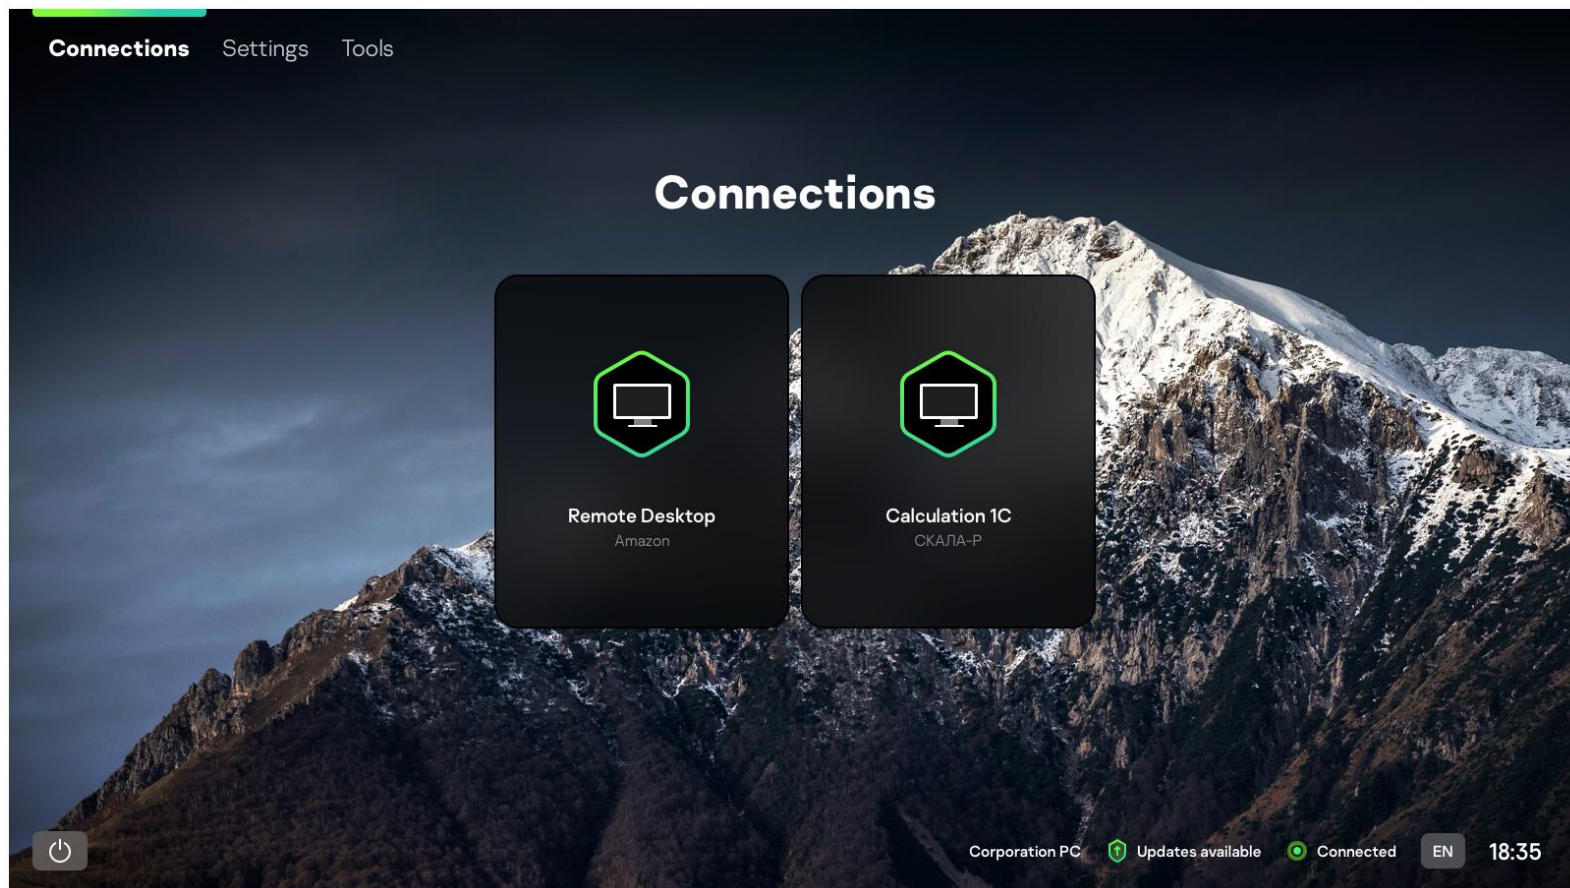 Connections Settings Tools
Connections
Remote Desktop
Amazon
Calculation 1C
СКАЛА-Р
Corporation PC Updates available Connected EN 18:35